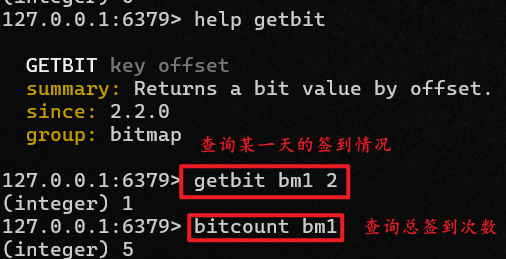 127.0.0.1:6379> help getbit
GETBIT key offset
summary: Returns a bit value by offset.
since: 2.2.0
group: bitmap
查询某一天的签到情况
127.0.0.1:6379> getbit bm1 2
(integer) 1
127.0.0.1:6379> bitcount bm1 查询总签到次数
(integer) 5